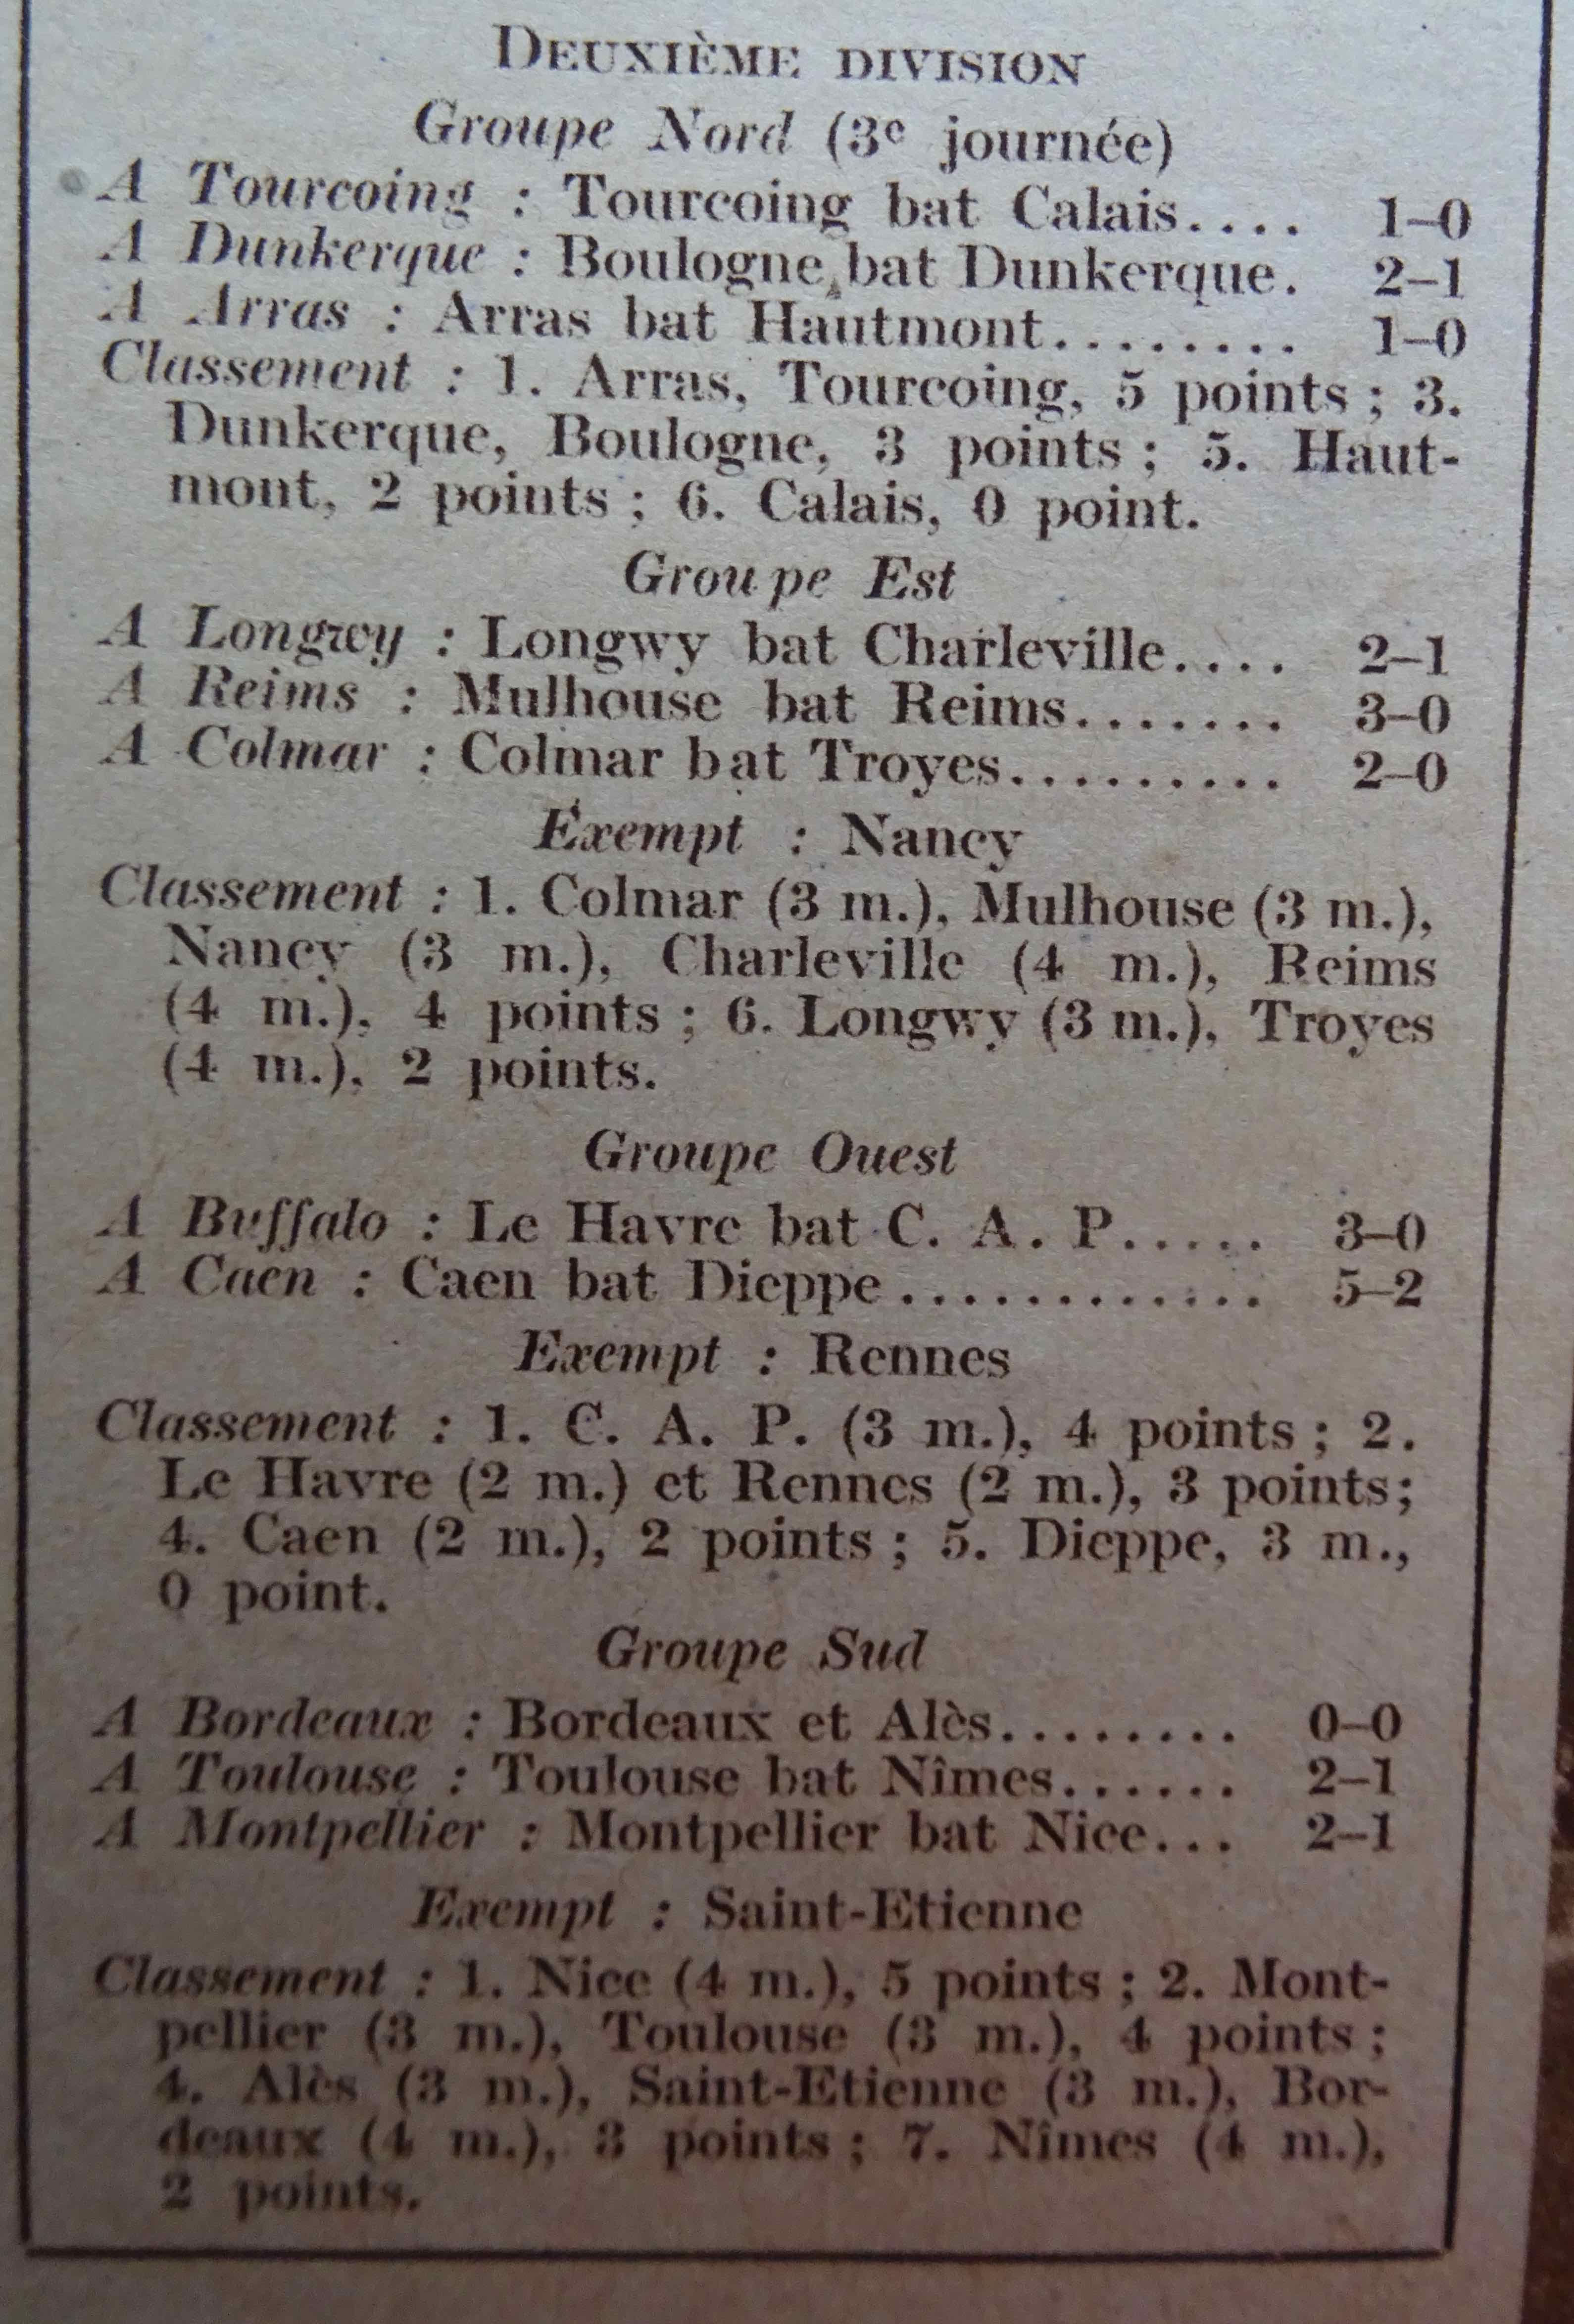 DEUXIÈME DIVISION
Groupe Nord (3e journée)
A Tourcoing : Tourcoing bat Calais.... 1–0
A Dunkerque : Boulogne bat Dunkerque. 2–1
A Arras : Arras bat Hautmont........ 1–0
Classement : 1. Arras, Tourcoing, 5 points ; 3.
Dunkerque, Boulogne, 3 points ; 5. Haut-
mont, 2 points ; 6. Calais, 0 point.
Groupe Est
A Longwy : Longwy bat Charleville.... 2–1
A Reims : Mulhouse bat Reims....... 3–0
A Colmar : Colmar bat Troyes......... 2–0
Exempt : Nancy
Classement : 1. Colmar (3 m.), Mulhouse (3 m.),
Nancy (3 m.), Charleville (4 m.), Reims
(4 m.), 4 points ; 6. Longwy (3 m.), Troyes
(4 m.), 2 points.
Groupe Ouest
A Buffalo : Le Havre bat C. A. P..... 3–0
A Caen : Caen bat Dieppe............. 5–2
Exempt : Rennes
Classement : 1. C. A. P. (3 m.), 4 points ; 2.
Le Havre (2 m.) et Rennes (2 m.), 3 points;
4. Caen (2 m.), 2 points ; 5. Dieppe, 3 m.,
0 point.
Groupe Sud
A Bordeaux : Bordeaux et Alès........ 0–0
A Toulouse : Toulouse bat Nîmes...... 2–1
A Montpellier : Montpellier bat Nice... 2–1
Exempt : Saint-Etienne
Classement : 1. Nice (4 m.), 5 points ; 2. Mont-
pellier (3 m.), Toulouse (3 m.), 4 points ;
4. Alès (3 m.), Saint-Etienne (3 m.), Bor-
deaux (4 m.), 3 points ; 7. Nîmes (4 m.),
2 points.